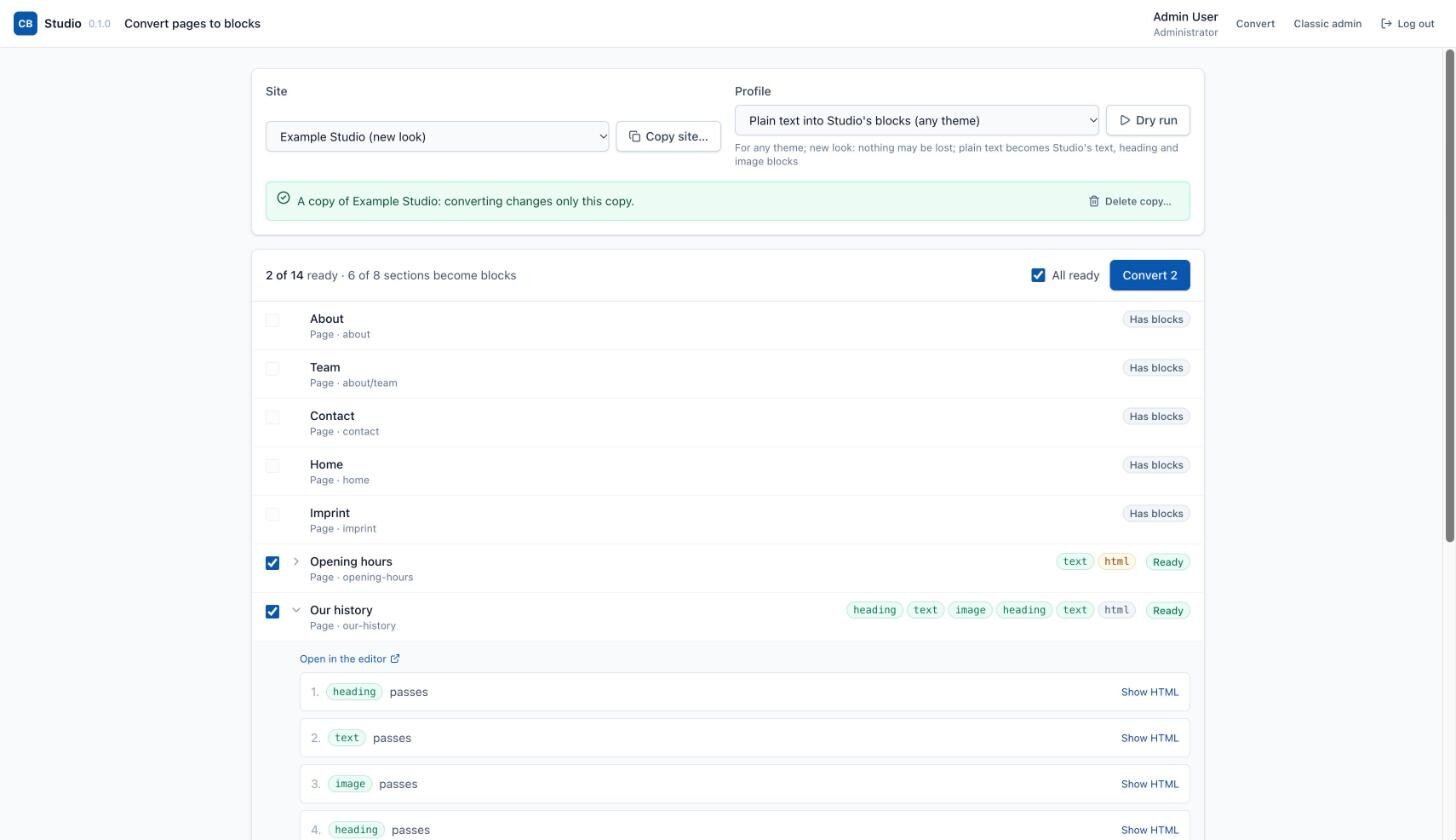 CB Studio 0.1.0 Convert pages to blocks
Admin User
Administrator
Convert
Classic admin
Log out
Site
Example Studio (new look)
Copy site...
Profile
Plain text into Studio's blocks (any theme)
Dry run
For any theme; new look: nothing may be lost; plain text becomes Studio's text, heading and
image blocks
A copy of Example Studio: converting changes only this copy.
Delete copy...
2 of 14 ready · 6 of 8 sections become blocks
All ready
Convert 2
About
Has blocks
Page · about
Team
Has blocks
Page · about/team
Contact
Has blocks
Page · contact
Home
Has blocks
Page · home
Imprint
Has blocks
Page · imprint
Opening hours
text html Ready
Page · opening-hours
Our history
heading text image heading text html Ready
Page · our-history
Open in the editor
1. heading passes
Show HTML
2. text passes
Show HTML
3. image passes
Show HTML
4. heading passes
Show HTML